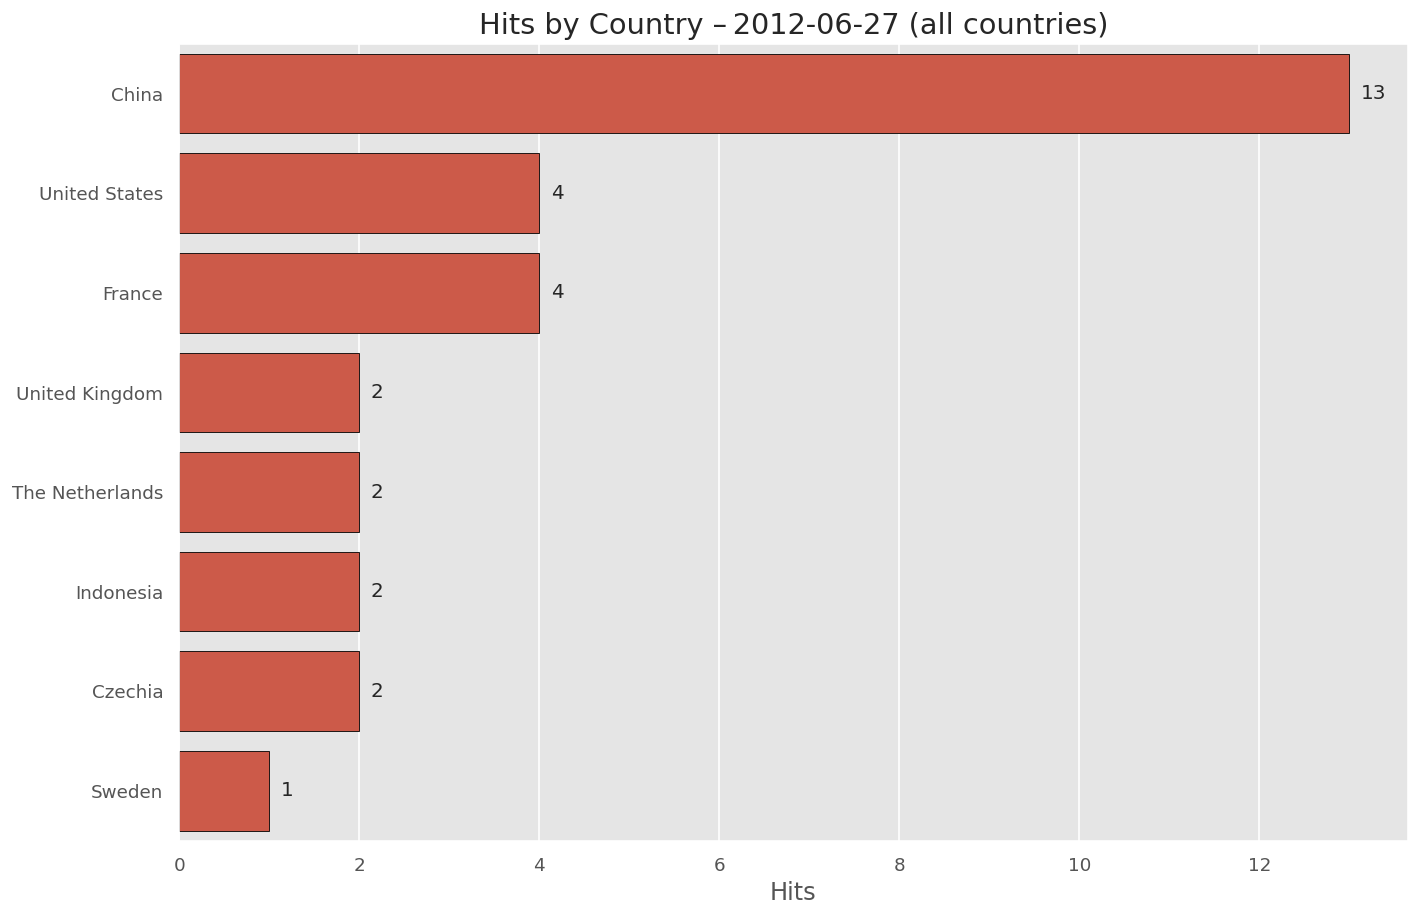 Hits by Country – 2012-06-27 (all countries)
China 13
United States 4
France 4
United Kingdom 2
The Netherlands 2
Indonesia 2
Czechia 2
Sweden 1
0 2 4 6 8 10 12
Hits